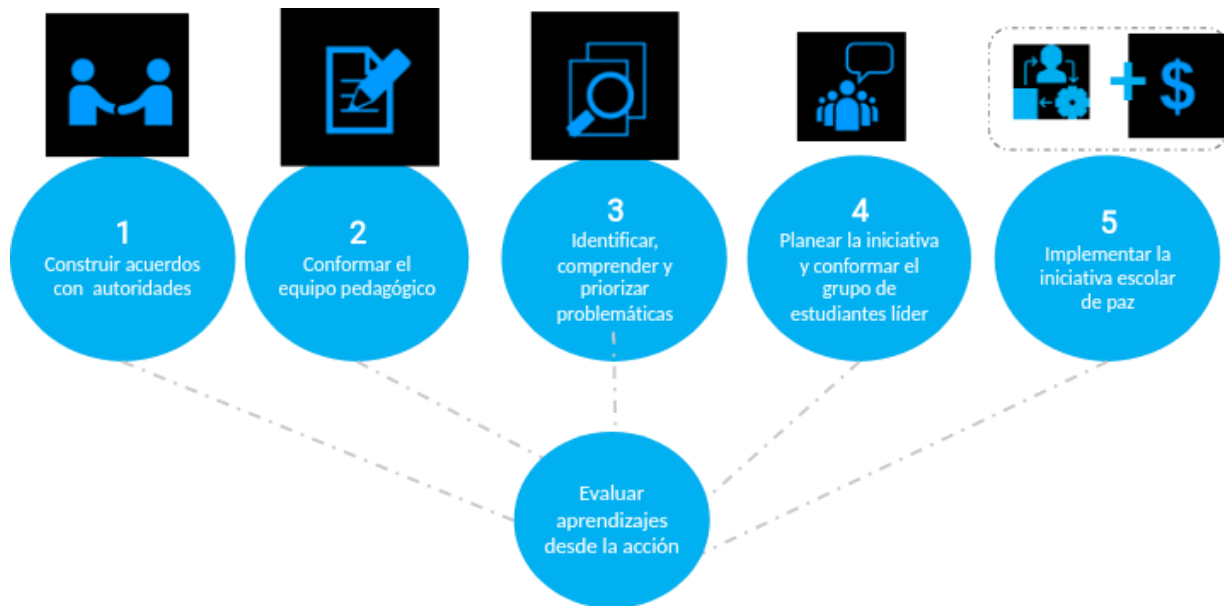 1
Construir acuerdos
con autoridades
2
Conformar el
equipo pedagógico
3
Identificar,
comprender y
priorizar
problemáticas
4
Planear la iniciativa
y conformar el
grupo de
estudiantes líder
5
Implementar la
iniciativa escolar
de paz
+ $
Evaluar
aprendizajes
desde la acción